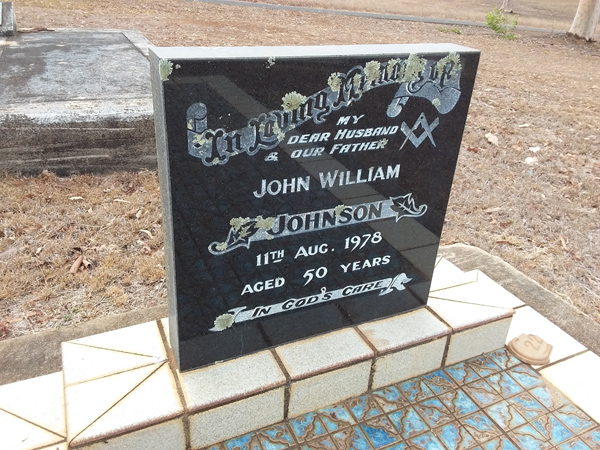 In Loving Memory of
MY
DEAR HUSBAND
& OUR FATHER
JOHN WILLIAM
JOHNSON
11TH AUG. 1978
AGED 50 YEARS
IN GOD'S CARE